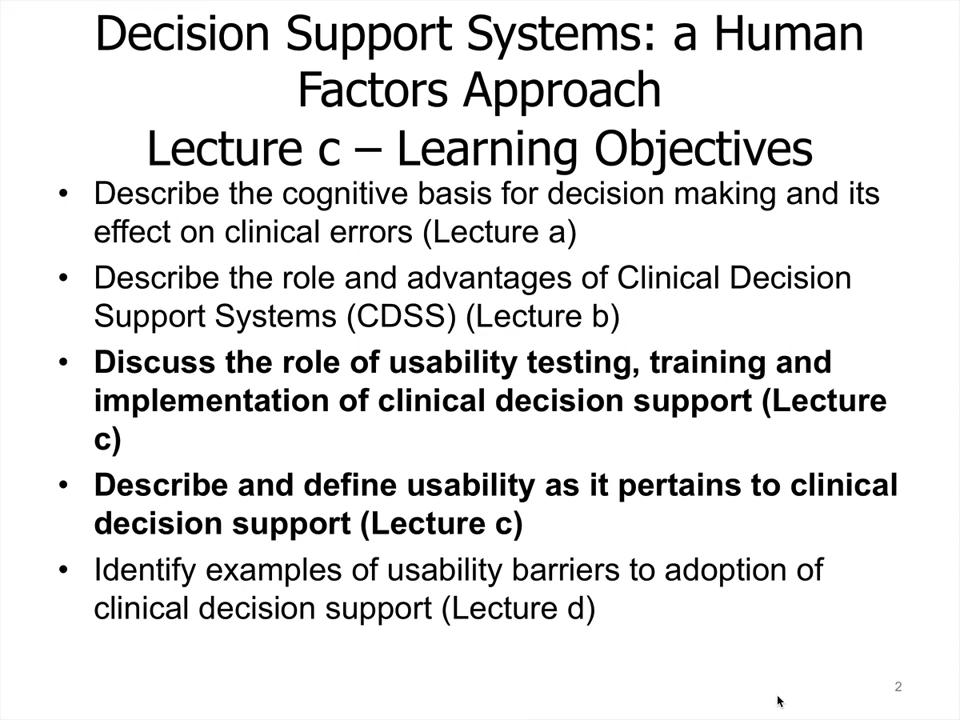 Decision Support Systems: a Human
Factors Approach
Lecture c – Learning Objectives
• Describe the cognitive basis for decision making and its
effect on clinical errors (Lecture a)
• Describe the role and advantages of Clinical Decision
Support Systems (CDSS) (Lecture b)
• Discuss the role of usability testing, training and
implementation of clinical decision support (Lecture
c)
• Describe and define usability as it pertains to clinical
decision support (Lecture c)
• Identify examples of usability barriers to adoption of
clinical decision support (Lecture d)
2